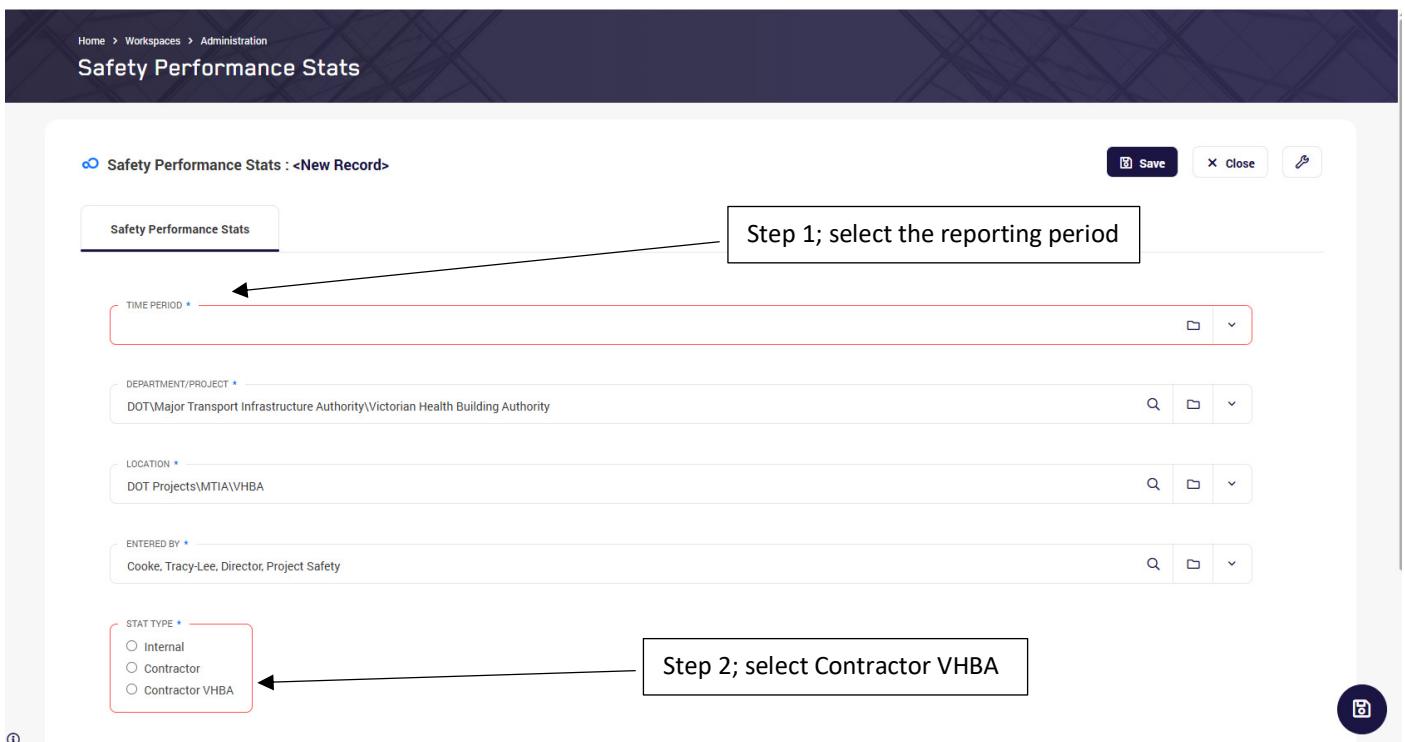 Home > Workspaces > Administration
Safety Performance Stats
Safety Performance Stats : <New Record>
Save
× Close
Safety Performance Stats
Step 1; select the reporting period
TIME PERIOD *
DEPARTMENT/PROJECT *
DOT\Major Transport Infrastructure Authority\Victorian Health Building Authority
LOCATION *
DOT Projects\MTIA\VHBA
ENTERED BY *
Cooke, Tracy-Lee, Director, Project Safety
STAT TYPE *
Internal
Contractor
Contractor VHBA
Step 2; select Contractor VHBA